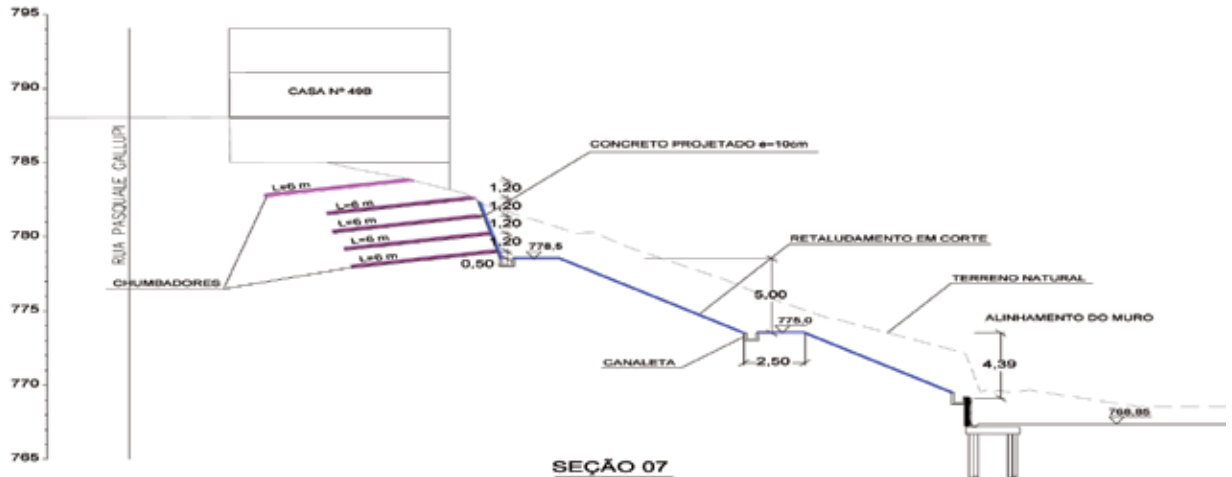 795
790
785
780
775
770
765
RUA PASQUALE GALLUPI
CASA Nº 49B
CONCRETO PROJETADO e=10cm
L=6 m
L=6 m
L=6 m
L=6 m
L=6 m
1,20
1,20
1,20
1,20
0,50
778,5
CHUMBADORES
RETALUDAMENTO EM CORTE
TERRENO NATURAL
5,00
775,0
ALINHAMENTO DO MURO
CANALETA
2,50
4,39
768,85
SEÇÃO 07